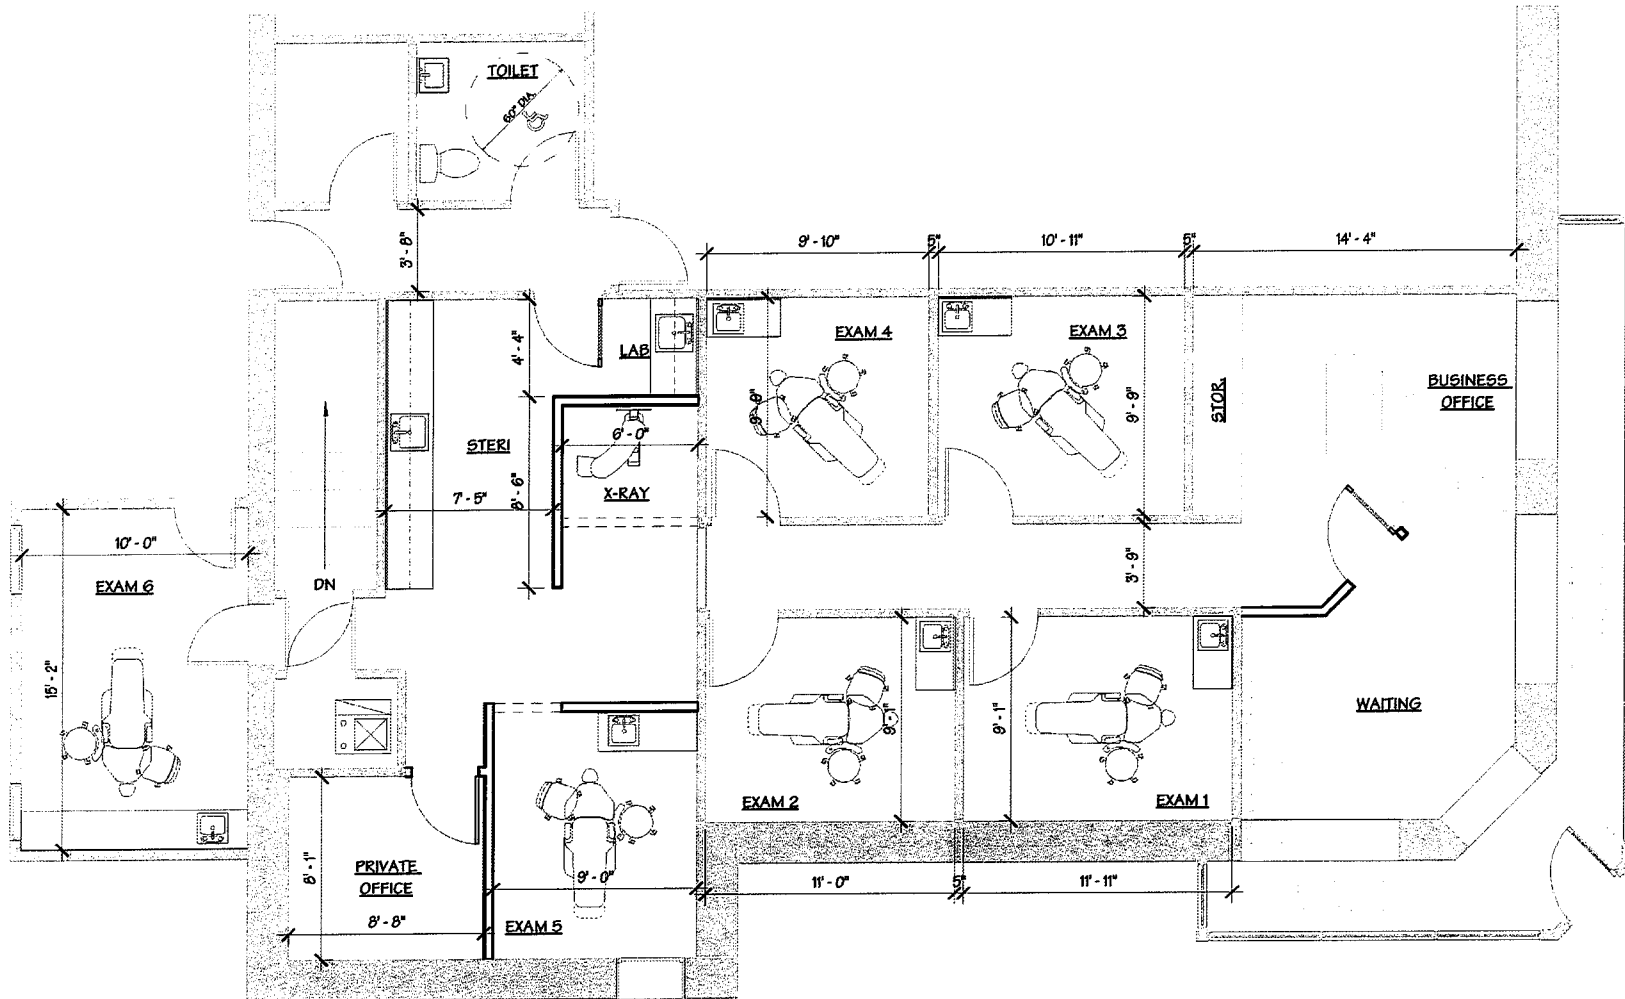 TOILET
60" DIA.
3'-8"
9'-10"
5"
10'-11"
5"
14'-4"
4'-4"
LAB
EXAM 4
EXAM 3
BUSINESS
OFFICE
STOR.
9'-8"
9'-9"
STERI
6'-0"
X-RAY
7'-5"
8'-6"
10'-0"
EXAM 6
DN
3'-9"
15'-2"
9'-1"
9'-1"
WAITING
EXAM 2
EXAM 1
PRIVATE
OFFICE
8'-1"
8'-8"
9'-0"
EXAM 5
11'-0"
5"
11'-11"